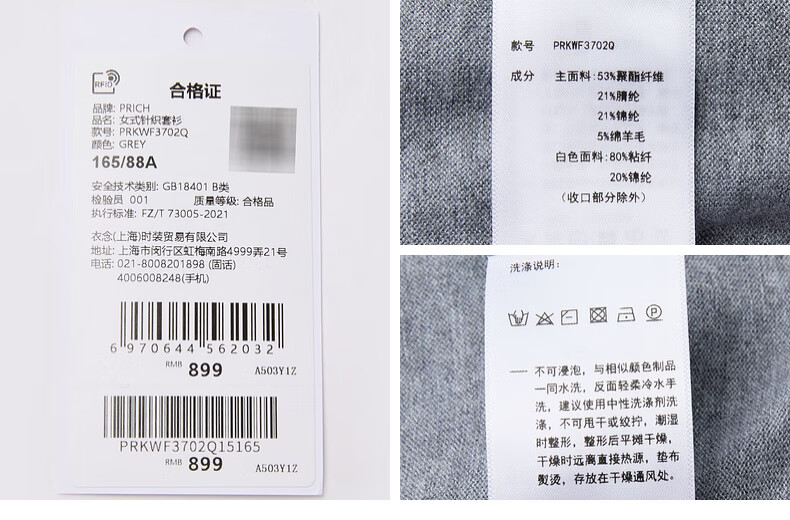 RFID
合格证
品牌: PRICH
品名: 女式针织套衫
款号: PRKWF3702Q
颜色: GREY
165/88A
安全技术类别: GB18401 B类
检验员 001 质量等级: 合格品
执行标准: FZ/T 73005-2021
衣念(上海)时装贸易有限公司
地址: 上海市闵行区虹梅南路4999弄21号
电话: 021-8008201898 (固话)
4006008248(手机)
6 970644 562032
RMB 899 A503Y1Z
PRKWF3702Q15165
RMB 899 A503Y1Z
款号 PRKWF3702Q
成分 主面料:53%聚酯纤维
21%腈纶
21%锦纶
5%绵羊毛
白色面料:80%粘纤
20%锦纶
(收口部分除外)
洗涤说明:
P
一 不可浸泡，与相似颜色制品
一同水洗，反面轻柔冷水手
洗，建议使用中性洗涤剂洗
涤，不可甩干或绞拧，潮湿
时整形，整形后平摊干燥，
干燥时远离直接热源，垫布
熨烫，存放在干燥通风处。